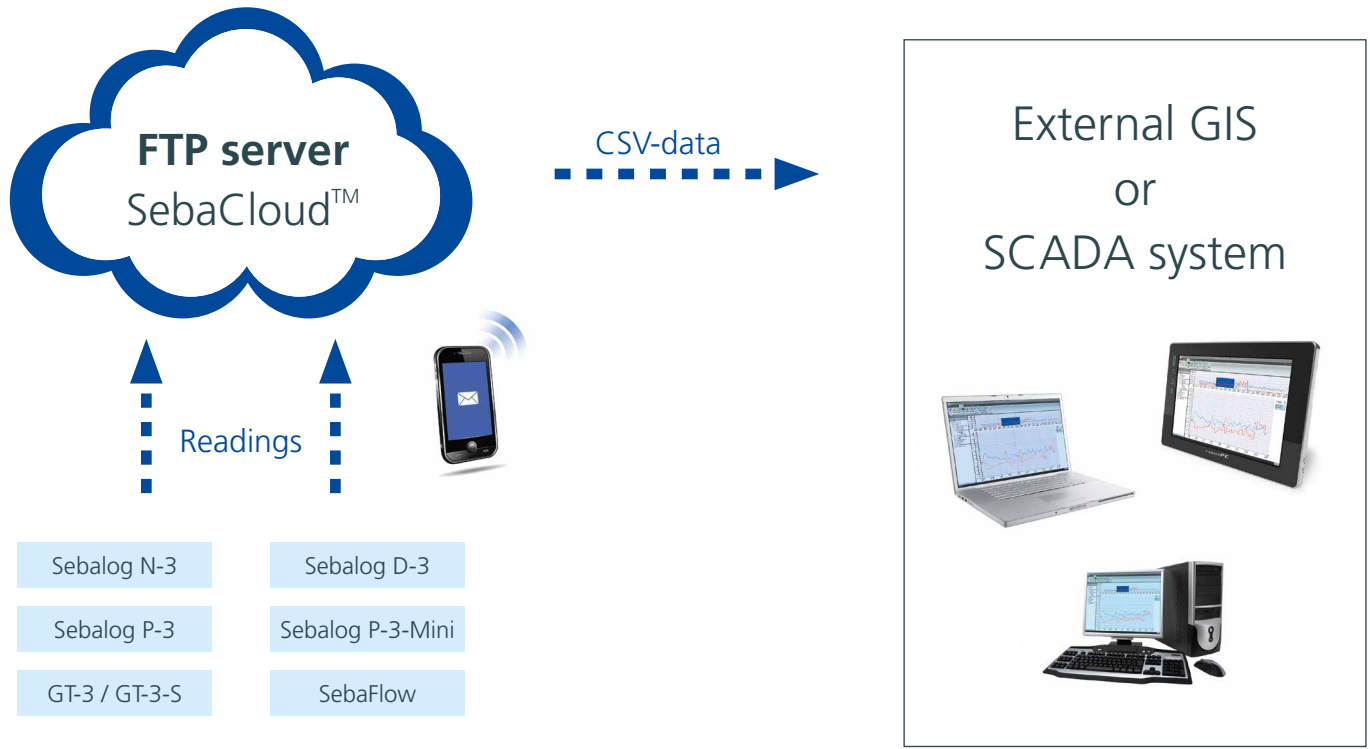 FTP server
SebaCloud™
CSV-data
External GIS
or
SCADA system
Readings
Sebalog N-3
Sebalog D-3
Sebalog P-3
Sebalog P-3-Mini
GT-3 / GT-3-S
SebaFlow